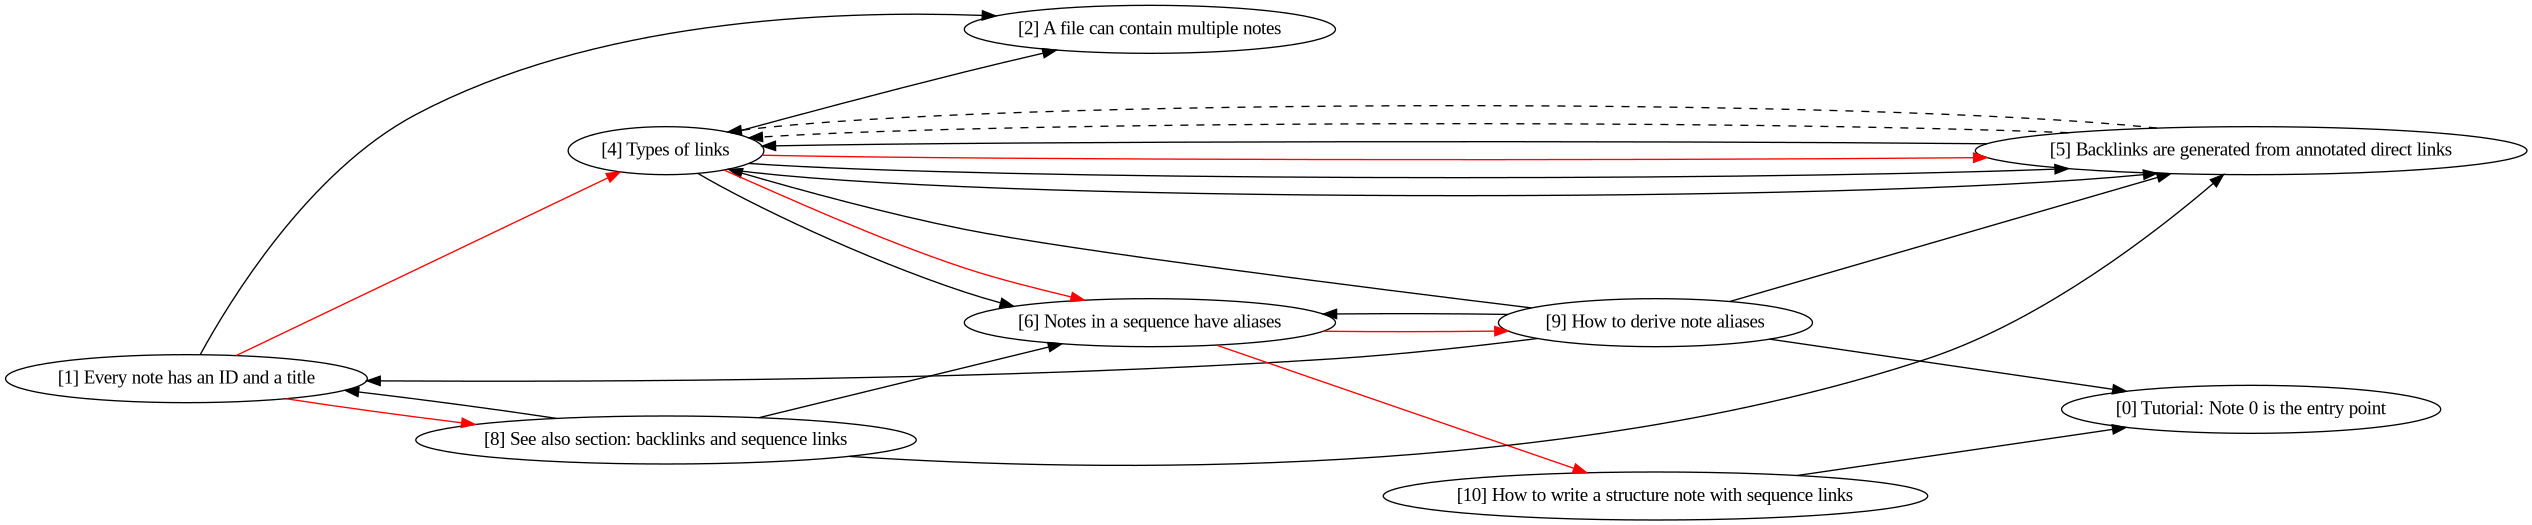 [2] A file can contain multiple notes
[4] Types of links
[5] Backlinks are generated from annotated direct links
[6] Notes in a sequence have aliases
[9] How to derive note aliases
[1] Every note has an ID and a title
[0] Tutorial: Note 0 is the entry point
[8] See also section: backlinks and sequence links
[10] How to write a structure note with sequence links